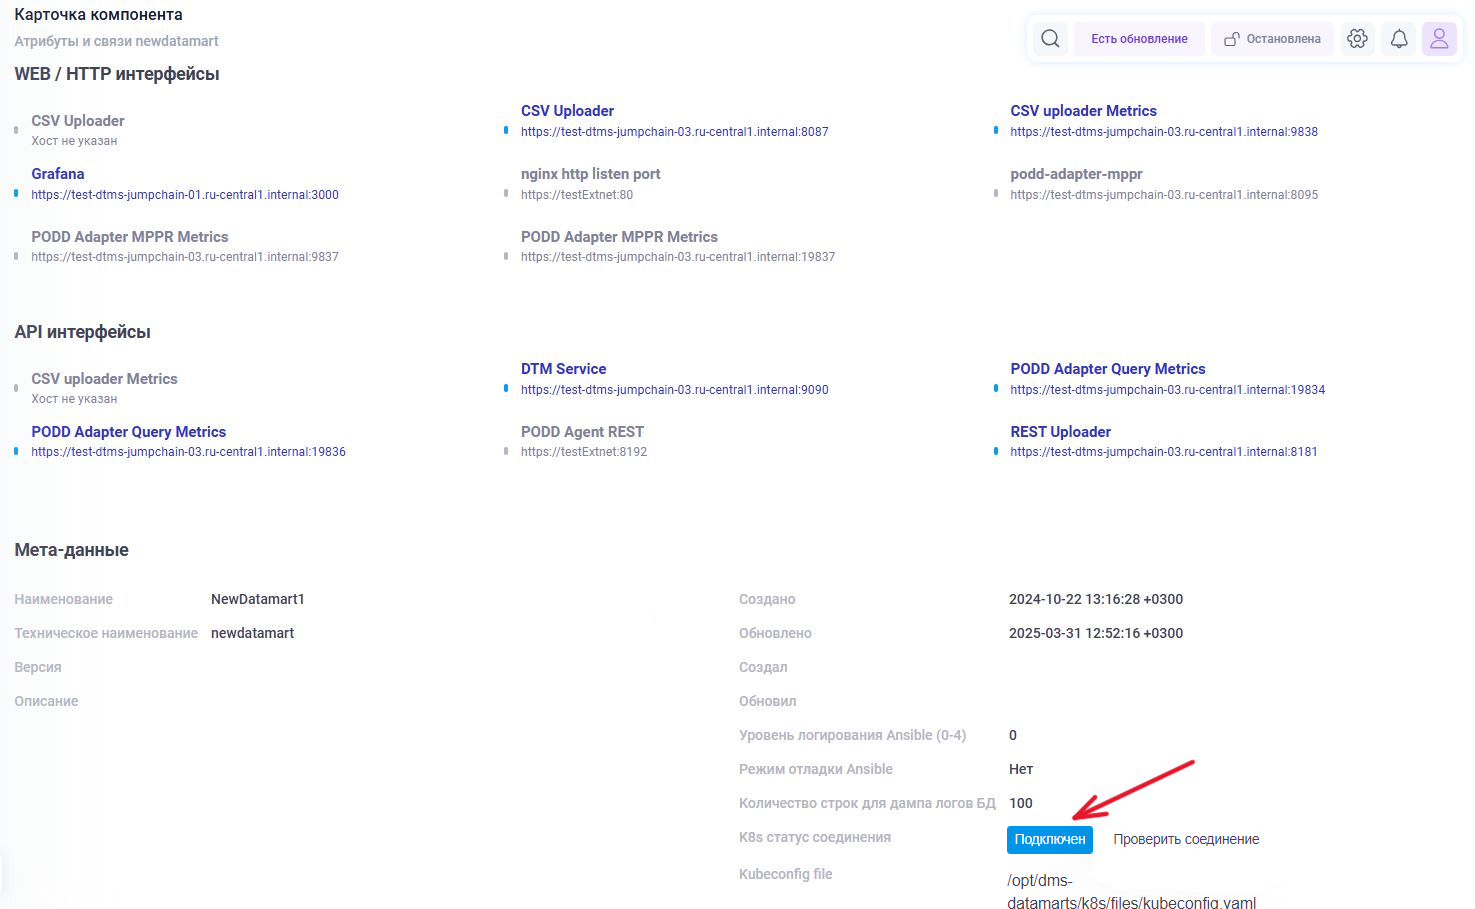 Карточка компонента
Атрибуты и связи newdatamart
Есть обновление
Остановлена
WEB / HTTP интерфейсы
CSV Uploader
Хост не указан
CSV Uploader
https://test-dtms-jumpchain-03.ru-central1.internal:8087
CSV uploader Metrics
https://test-dtms-jumpchain-03.ru-central1.internal:9838
Grafana
https://test-dtms-jumpchain-01.ru-central1.internal:3000
nginx http listen port
https://testExtnet:80
podd-adapter-mppr
https://test-dtms-jumpchain-03.ru-central1.internal:8095
PODD Adapter MPPR Metrics
https://test-dtms-jumpchain-03.ru-central1.internal:9837
PODD Adapter MPPR Metrics
https://test-dtms-jumpchain-03.ru-central1.internal:19837
API интерфейсы
CSV uploader Metrics
Хост не указан
DTM Service
https://test-dtms-jumpchain-03.ru-central1.internal:9090
PODD Adapter Query Metrics
https://test-dtms-jumpchain-03.ru-central1.internal:19834
PODD Adapter Query Metrics
https://test-dtms-jumpchain-03.ru-central1.internal:19836
PODD Agent REST
https://testExtnet:8192
REST Uploader
https://test-dtms-jumpchain-03.ru-central1.internal:8181
Мета-данные
Наименование NewDatamart1
Техническое наименование newdatamart
Версия
Описание
Создано 2024-10-22 13:16:28 +0300
Обновлено 2025-03-31 12:52:16 +0300
Создал
Обновил
Уровень логирования Ansible (0-4) 0
Режим отладки Ansible Нет
Количество строк для дампа логов БД 100
K8s статус соединения Подключен Проверить соединение
Kubeconfig file /opt/dms-
datamarts/k8s/files/kubeconfig.yaml